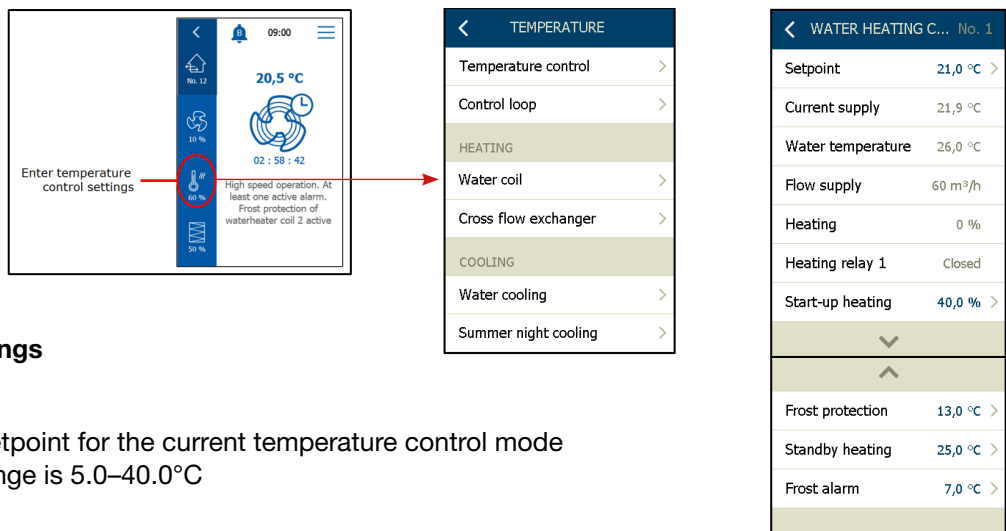 Enter temperature
control settings
No. 12
10 %
60 %
50 %
B
09:00
20,5 °C
02 : 58 : 42
High speed operation. At
least one active alarm.
Frost protection of
waterheater coil 2 active
TEMPERATURE
Temperature control
Control loop
HEATING
Water coil
Cross flow exchanger
COOLING
Water cooling
Summer night cooling
WATER HEATING C... No. 1
Setpoint 21,0 °C
Current supply 21,9 °C
Water temperature 26,0 °C
Flow supply 60 m³/h
Heating 0 %
Heating relay 1 Closed
Start-up heating 40,0 %
Frost protection 13,0 °C
Standby heating 25,0 °C
Frost alarm 7,0 °C
ngs
etpoint for the current temperature control mode
nge is 5.0–40.0°C